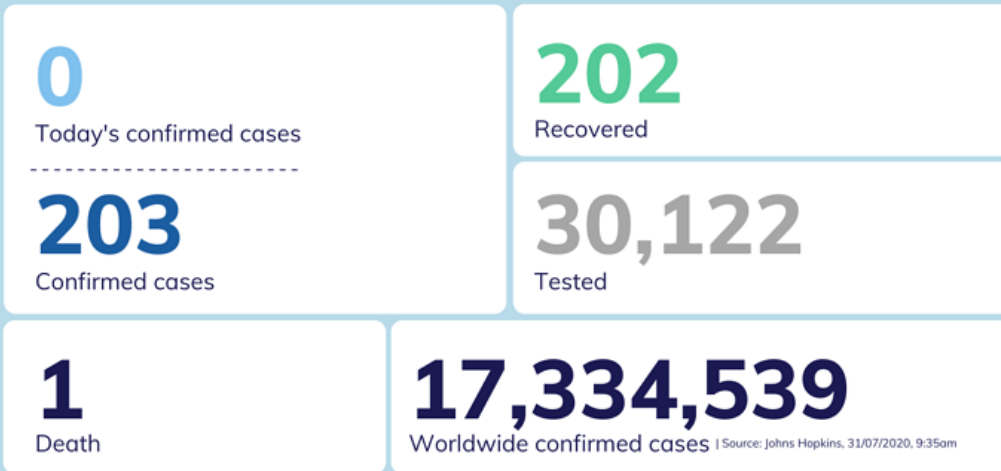 0
Today's confirmed cases
203
Confirmed cases
202
Recovered
30,122
Tested
1
Death
17,334,539
Worldwide confirmed cases | Source: Johns Hopkins, 31/07/2020, 9:35am